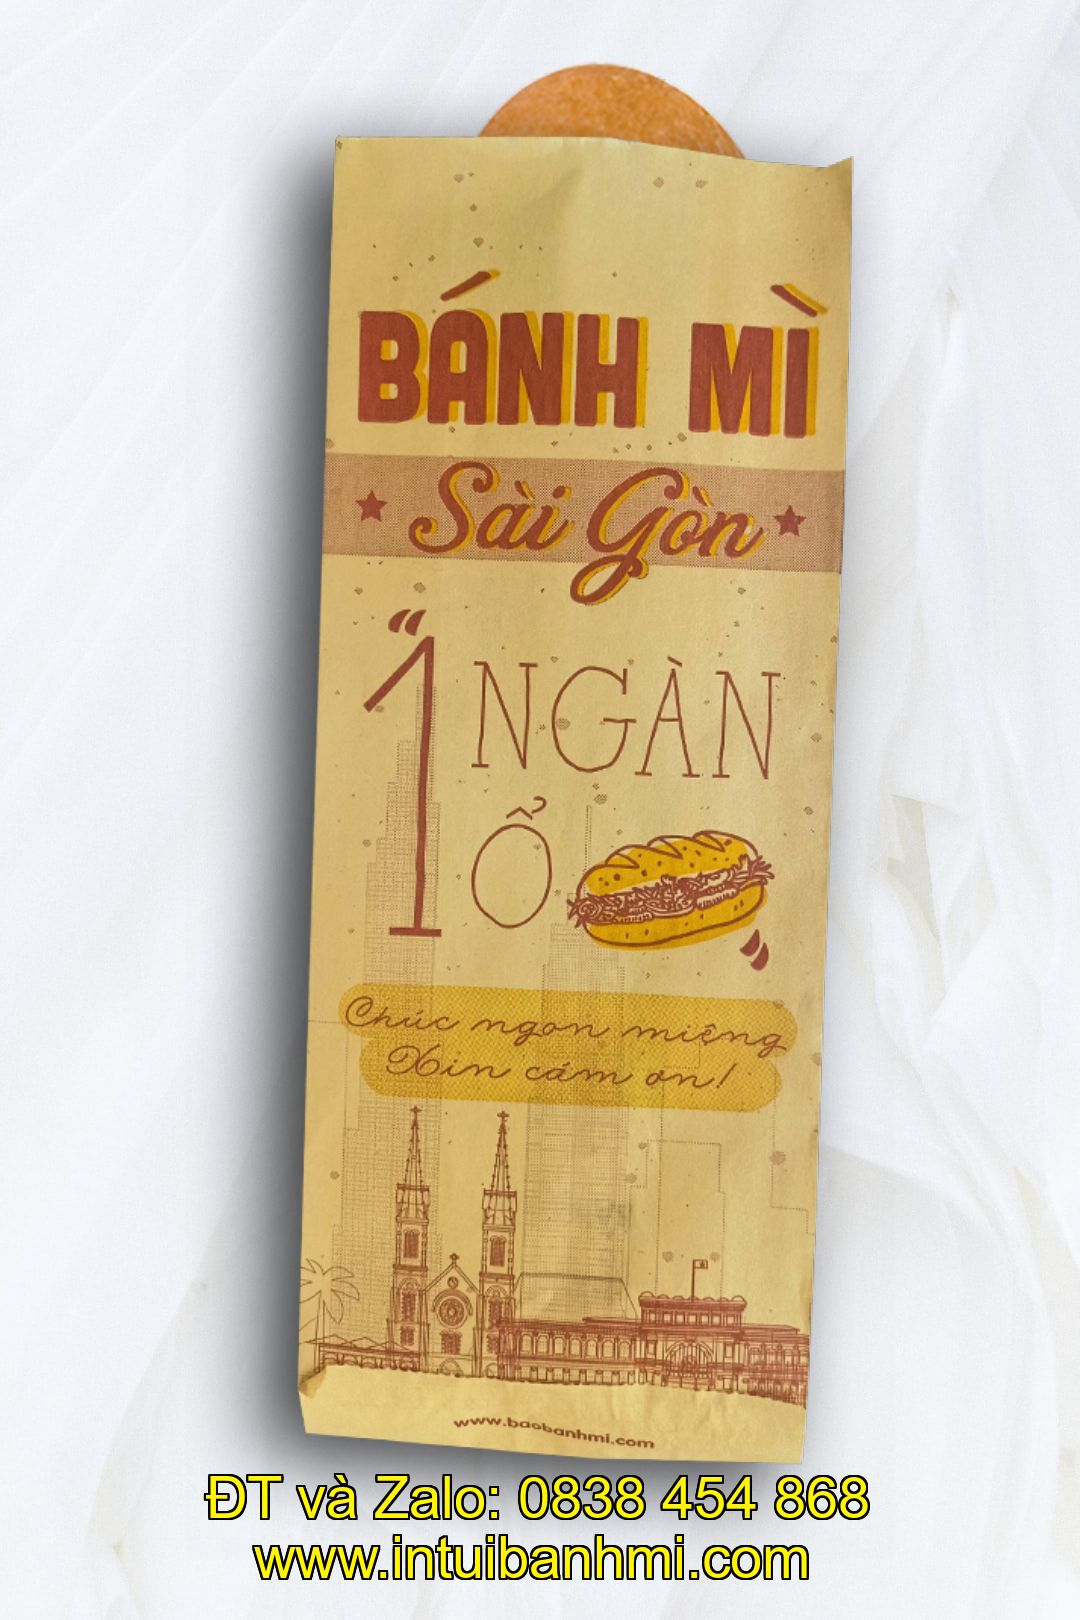 BÁNH MÌ
Sài Gòn
“1 NGÀN
Ổ ”
Chúc ngon miệng
Xin cám ơn!
www.baobanhmi.com
ĐT và Zalo: 0838 454 868
www.intuibanhmi.com